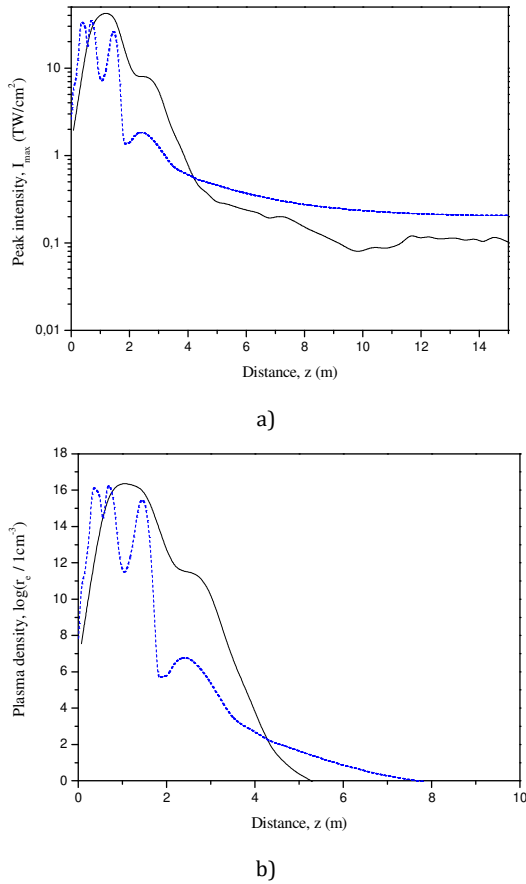 Peak intensity, I_max (TW/cm²)
10
1
0,1
0,01
0 2 4 6 8 10 12 14
Distance, z (m)
a)
Plasma density, log(r_e / 1cm⁻³)
18
16
14
12
10
8
6
4
2
0
0 2 4 6 8 10
Distance, z (m)
b)